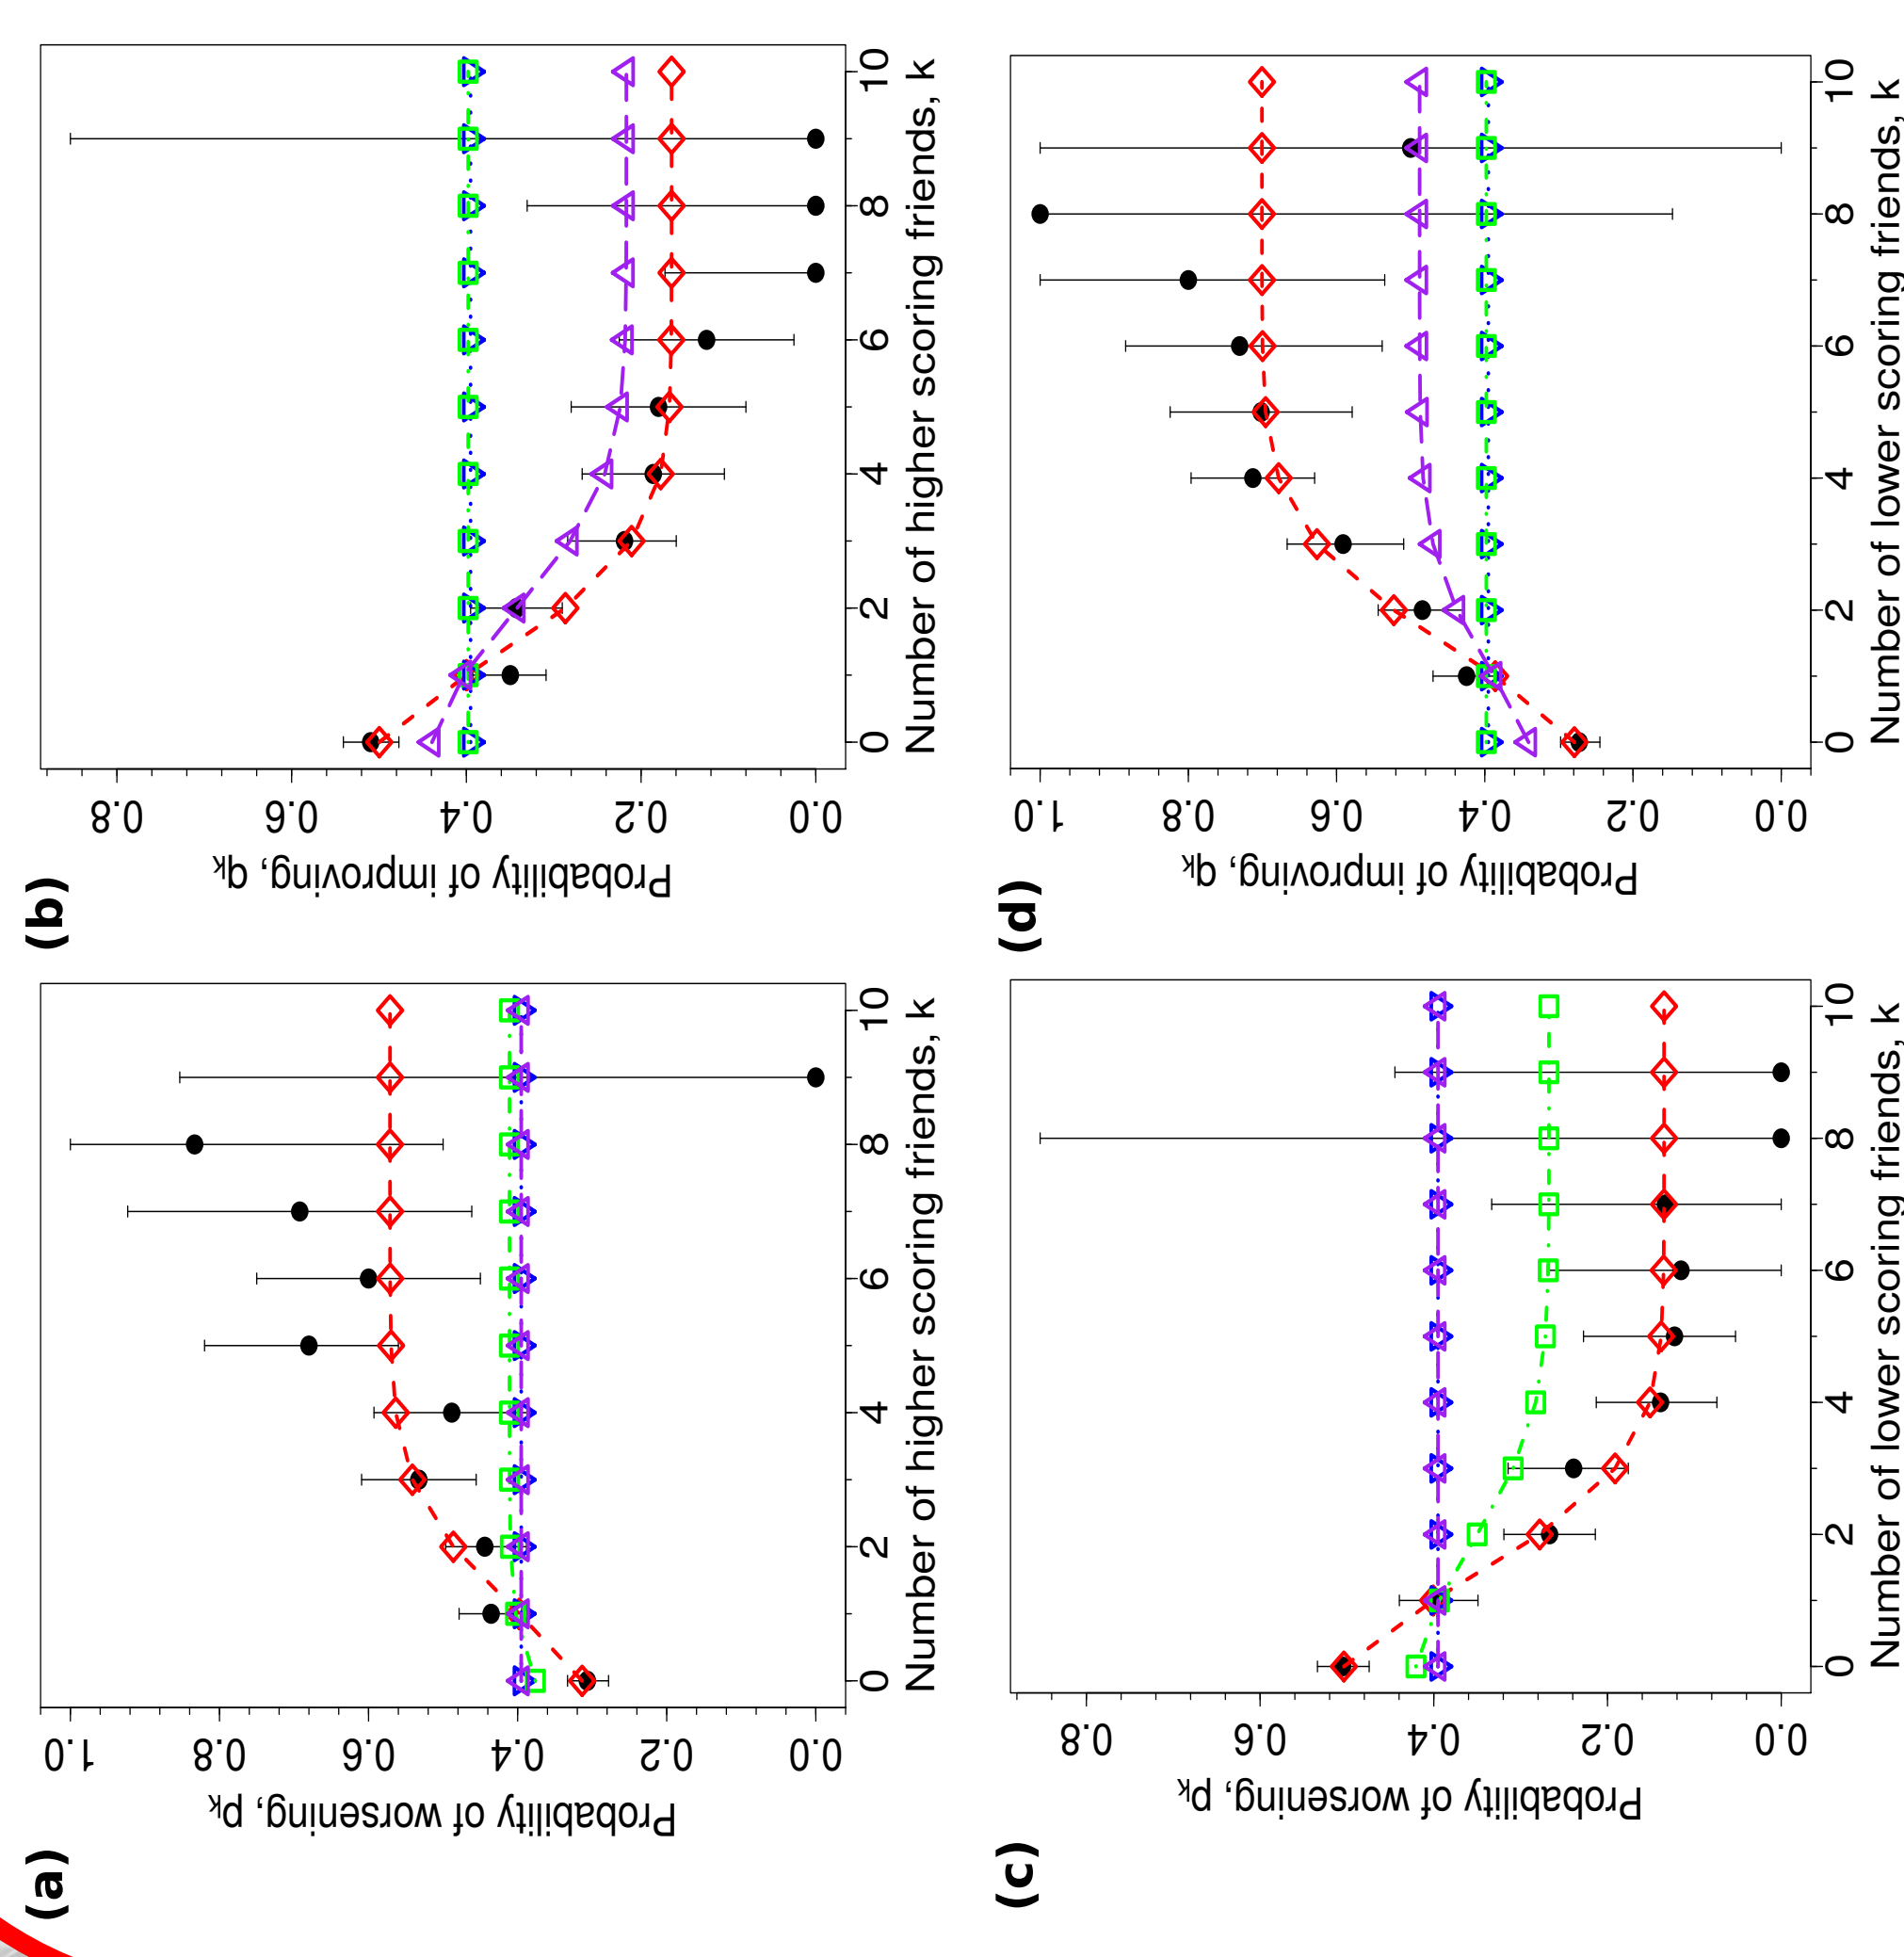 (a)
Probability of worsening, pk
0.0 0.2 0.4 0.6 0.8 1.0
0 2 4 6 8 10
Number of higher scoring friends, k
(b)
Probability of improving, qk
0.0 0.2 0.4 0.6 0.8
0 2 4 6 8 10
Number of higher scoring friends, k
(c)
Probability of worsening, pk
0.0 0.2 0.4 0.6 0.8
0 2 4 6 8 10
Number of lower scoring friends, k
(d)
Probability of improving, qk
0.0 0.2 0.4 0.6 0.8 1.0
0 2 4 6 8 10
Number of lower scoring friends, k